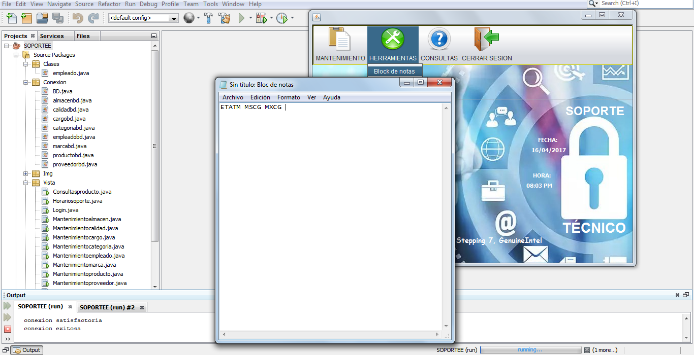 File Edit View Navigate Source Refactor Run Debug Profile Team Tools Window Help
Search (Ctrl+I)
<default config>
Projects Services Files
SOPORTEE
Source Packages
Clases
empleado.java
Conexion
BD.java
almacenbd.java
calidadbd.java
cargobd.java
categoriabd.java
empleadobd.java
marcabd.java
productobd.java
proveedorbd.java
Img
Vista
Consultasproducto.java
Horariosoporte.java
Login.java
Mantenimientoalmacen.java
Mantenimientocalidad.java
Mantenimientocargo.java
Mantenimientocategoria.java
Mantenimientoempleado.java
Mantenimientomarca.java
Mantenimientoproducto.java
Mantenimientoproveedor.java
MANTENIMIENTO HERRAMIENTAS CONSULTAS CERRAR SESION
Block de notas
Sin título: Bloc de notas
Archivo Edición Formato Ver Ayuda
ETATM MSCG MXCG
SOPORTE
FECHA:
16/04/2017
HORA:
08:03 PM
TÉCNICO
Stepping 7, GenuineIntel
Output
SOPORTEE (run) SOPORTEE (run) #2
conexion satisfactoria
conexion exitosa
Output
SOPORTEE (run)
running...
(1 more...)